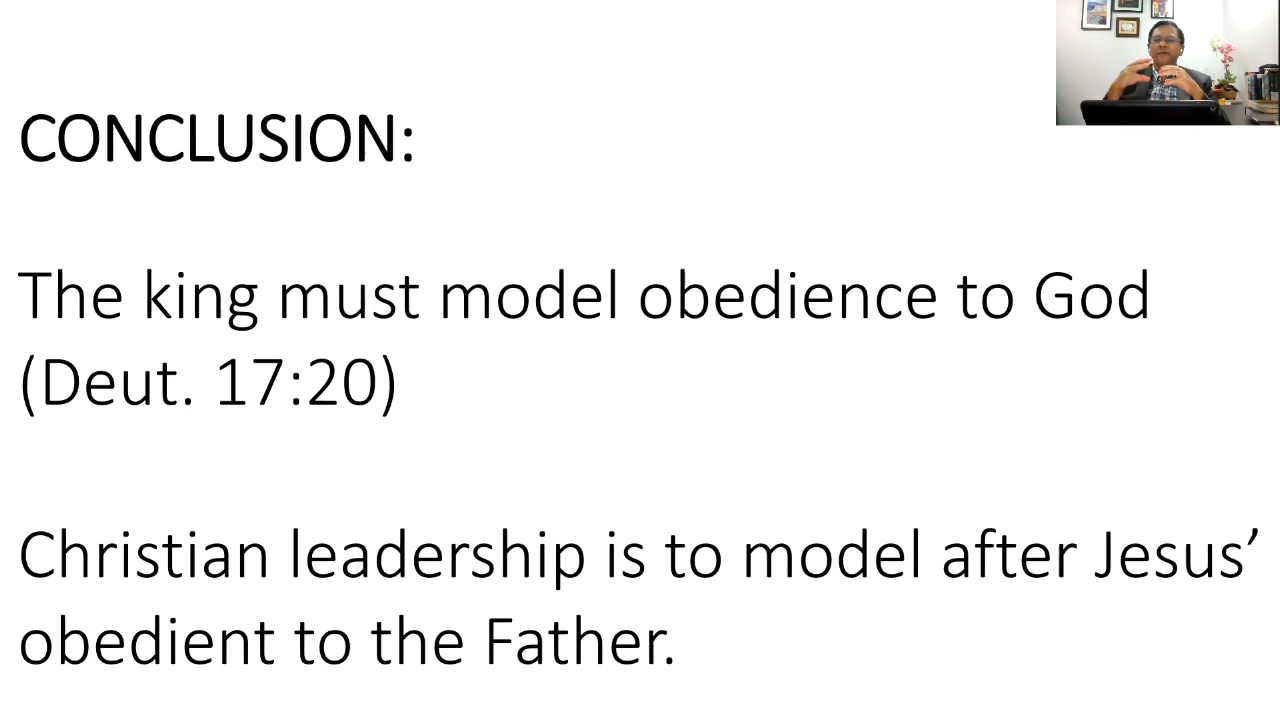 CONCLUSION:
The king must model obedience to God
(Deut. 17:20)
Christian leadership is to model after Jesus’
obedient to the Father.